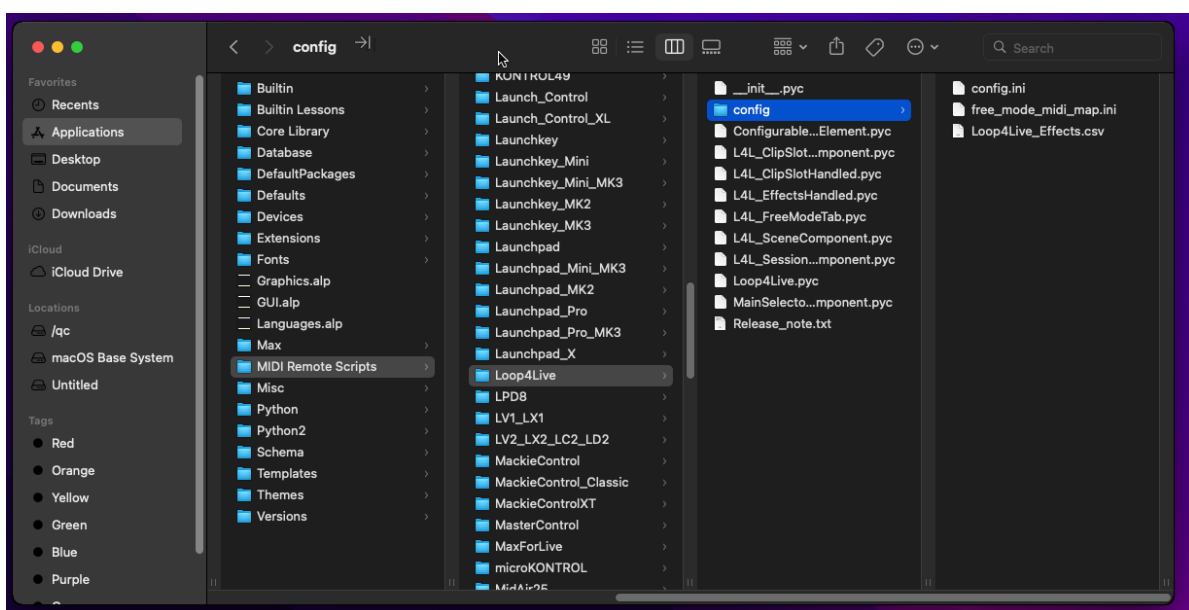 config
Search
Favorites
Recents
Applications
Desktop
Documents
Downloads
iCloud
iCloud Drive
Locations
/qc
macOS Base System
Untitled
Tags
Red
Orange
Yellow
Green
Blue
Purple
Builtin
Builtin Lessons
Core Library
Database
DefaultPackages
Defaults
Devices
Extensions
Fonts
Graphics.alp
GUI.alp
Languages.alp
Max
MIDI Remote Scripts
Misc
Python
Python2
Schema
Templates
Themes
Versions
KONTROL49
Launch_Control
Launch_Control_XL
Launchkey
Launchkey_Mini
Launchkey_Mini_MK3
Launchkey_MK2
Launchkey_MK3
Launchpad
Launchpad_Mini_MK3
Launchpad_MK2
Launchpad_Pro
Launchpad_Pro_MK3
Launchpad_X
Loop4Live
LPD8
LV1_LX1
LV2_LX2_LC2_LD2
MackieControl
MackieControl_Classic
MackieControlXT
MasterControl
MaxForLive
microKONTROL
MidAir25
__init__.pyc
config
Configurable...Element.pyc
L4L_ClipSlot...mponent.pyc
L4L_ClipSlotHandled.pyc
L4L_EffectsHandled.pyc
L4L_FreeModeTab.pyc
L4L_SceneComponent.pyc
L4L_Session...mponent.pyc
Loop4Live.pyc
MainSelecto...mponent.pyc
Release_note.txt
config.ini
free_mode_midi_map.ini
Loop4Live_Effects.csv